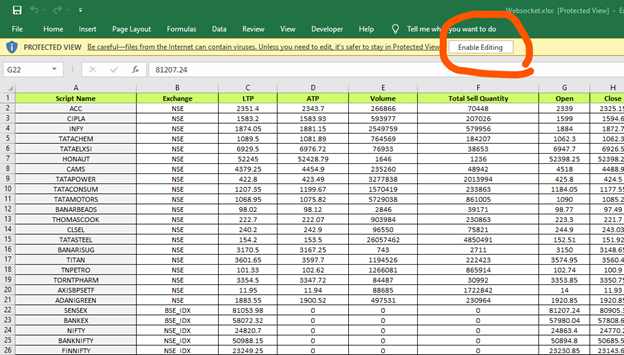 Websocket.xlsx [Protected View] -
File Home Insert Page Layout Formulas Data Review View Developer Help Tell me what you want to do
PROTECTED VIEW Be careful—files from the Internet can contain viruses. Unless you need to edit, it's safer to stay in Protected View. Enable Editing
G22 fx 81207.24
A B C D E F G H
1 Script Name Exchange LTP ATP Volume Total Sell Quantity Open Close
2 ACC NSE 2351.4 2343.7 266866 70448 2339 2325.15
3 CIPLA NSE 1583.2 1583.93 593977 207026 1599 1594.6
4 INFY NSE 1874.05 1881.15 2549759 579956 1884 1872.7
5 TATACHEM NSE 1089.5 1081.89 764569 184207 1062.3 1062.3
6 TATAELXSI NSE 6929.5 6976.72 76933 38653 6947.7 6926.5
7 HONAUT NSE 52245 52428.79 1646 1236 52398.25 52398.2
8 CAMS NSE 4379.25 4454.9 235260 48942 4518 4488.9
9 TATAPOWER NSE 422.8 423.49 3277838 2013994 425.8 424.5
10 TATACONSUM NSE 1207.35 1199.67 1570419 233863 1184.05 1177.55
11 TATAMOTORS NSE 1068.95 1075.82 5729038 861005 1090 1085.2
12 BANARBEADS NSE 98.02 98.12 2846 39171 98.77 97.49
13 THOMASCOOK NSE 222.7 222.07 903984 230863 223.3 221.7
14 CLSEL NSE 240.2 242.9 96550 75821 244.9 243.03
15 TATASTEEL NSE 154.2 153.5 26057462 4850491 152.51 151.92
16 BANARISUG NSE 3170.5 3167.25 743 2711 3150 3148.65
17 TITAN NSE 3601.65 3597.7 1194526 222423 3574.95 3560.4
18 TNPETRO NSE 101.33 102.62 1266081 865914 102.74 100.9
19 TORNTPHARM NSE 3354.5 3347.72 84487 30992 3353.85 3350.75
20 AXISBPSETF NSE 11.95 11.94 88685 1722842 14 11.93
21 ADANIGREEN NSE 1883.55 1900.52 497531 230964 1920.85 1920.85
22 SENSEX BSE_IDX 81053.98 0 0 0 81207.24 80905.3
23 BANKEX BSE_IDX 58072.32 0 0 0 57980.04 57808.6
24 NIFTY NSE_IDX 24820.7 0 0 0 24863.4 24770.2
25 BANKNIFTY NSE_IDX 50988.15 0 0 0 50894.8 50685.5
26 FINNIFTY NSE_IDX 23249.25 0 0 0 23230.85 23143.6